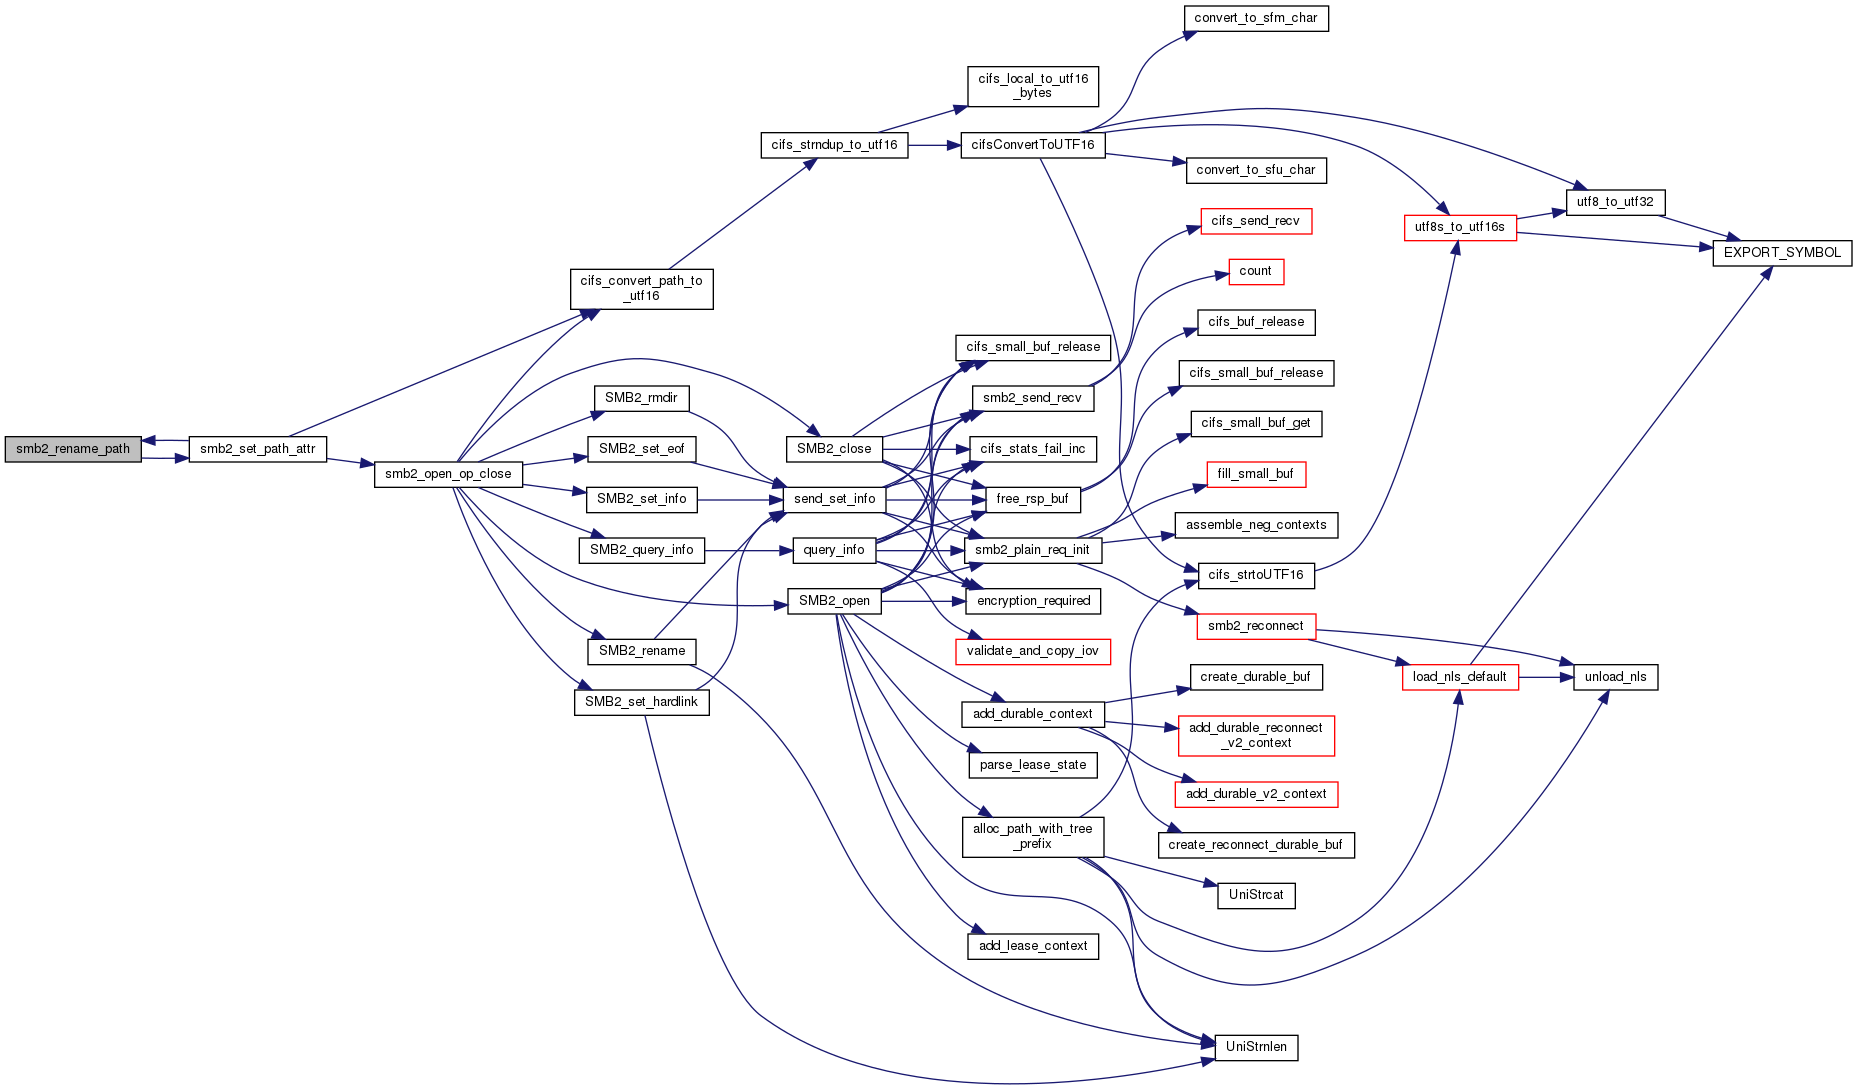 convert_to_sfm_char
cifs_local_to_utf16
_bytes
cifs_strndup_to_utf16
cifsConvertToUTF16
convert_to_sfu_char
utf8_to_utf32
cifs_send_recv
utf8s_to_utf16s
EXPORT_SYMBOL
count
cifs_convert_path_to
_utf16
cifs_buf_release
cifs_small_buf_release
cifs_small_buf_release
SMB2_rmdir
smb2_send_recv
cifs_small_buf_get
smb2_rename_path
smb2_set_path_attr
SMB2_set_eof
SMB2_close
cifs_stats_fail_inc
smb2_open_op_close
fill_small_buf
SMB2_set_info
send_set_info
free_rsp_buf
assemble_neg_contexts
SMB2_query_info
query_info
smb2_plain_req_init
cifs_strtoUTF16
SMB2_open
encryption_required
smb2_reconnect
SMB2_rename
validate_and_copy_iov
create_durable_buf
load_nls_default
unload_nls
SMB2_set_hardlink
add_durable_context
add_durable_reconnect
_v2_context
parse_lease_state
add_durable_v2_context
alloc_path_with_tree
_prefix
create_reconnect_durable_buf
UniStrcat
add_lease_context
UniStrnlen